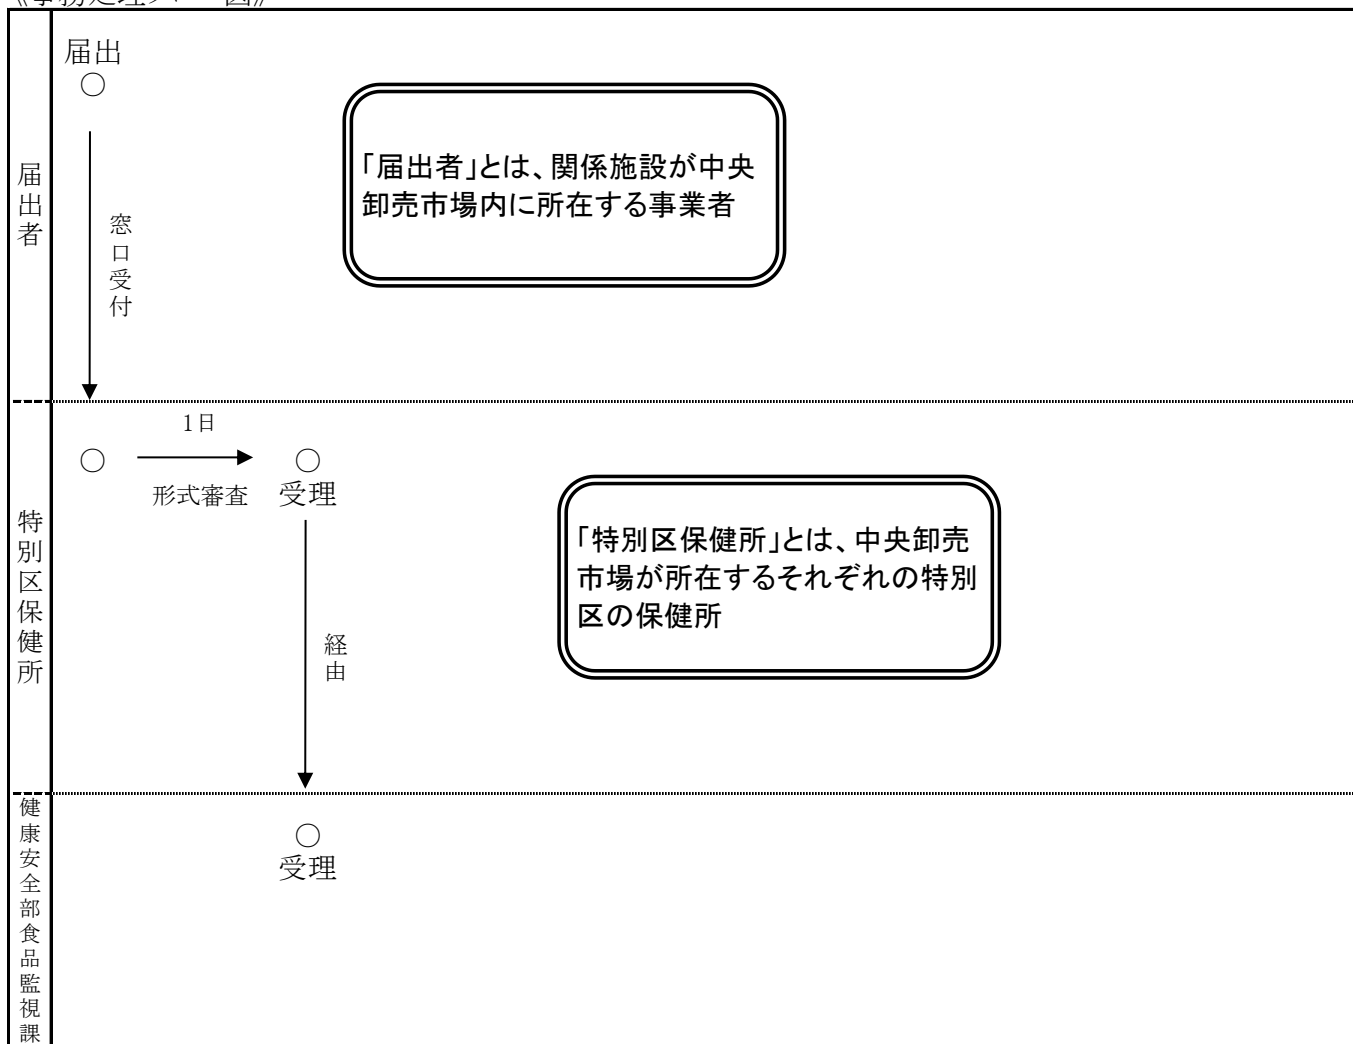 届出
届出者
窓口受付
「届出者」とは、関係施設が中央
卸売市場内に所在する事業者
特別区保健所
1日
形式審査
受理
経由
「特別区保健所」とは、中央卸売
市場が所在するそれぞれの特別
区の保健所
健康安全部食品監視課
受理